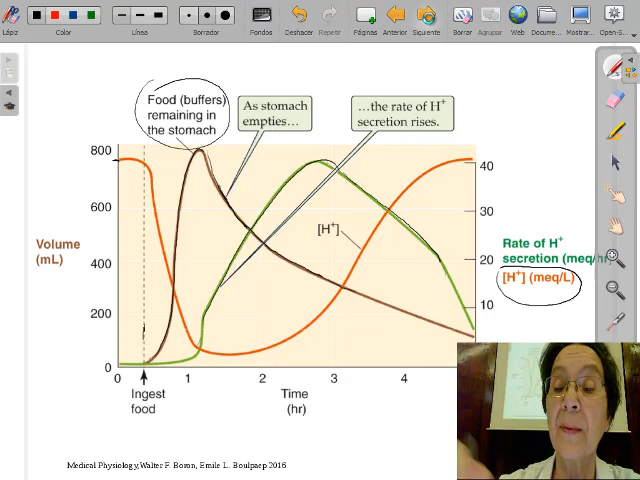 Lápiz
Color
Línea
Borrador
Fondos
Deshacer
Repetir
Páginas
Anterior
Siguiente
Borrar
Agrupar
Web
Docume...
Mostrar...
Open-S...
Food (buffers)
remaining in
the stomach
As stomach
empties...
...the rate of H⁺
secretion rises.
800
600
400
200
0
Volume
(mL)
[H⁺]
40
30
20
10
Rate of H⁺
secretion (meq/hr)
[H⁺] (meq/L)
0
1
2
3
4
Ingest
food
Time
(hr)
Medical Physiology,Walter F. Boron, Emile L. Boulpaep 2016